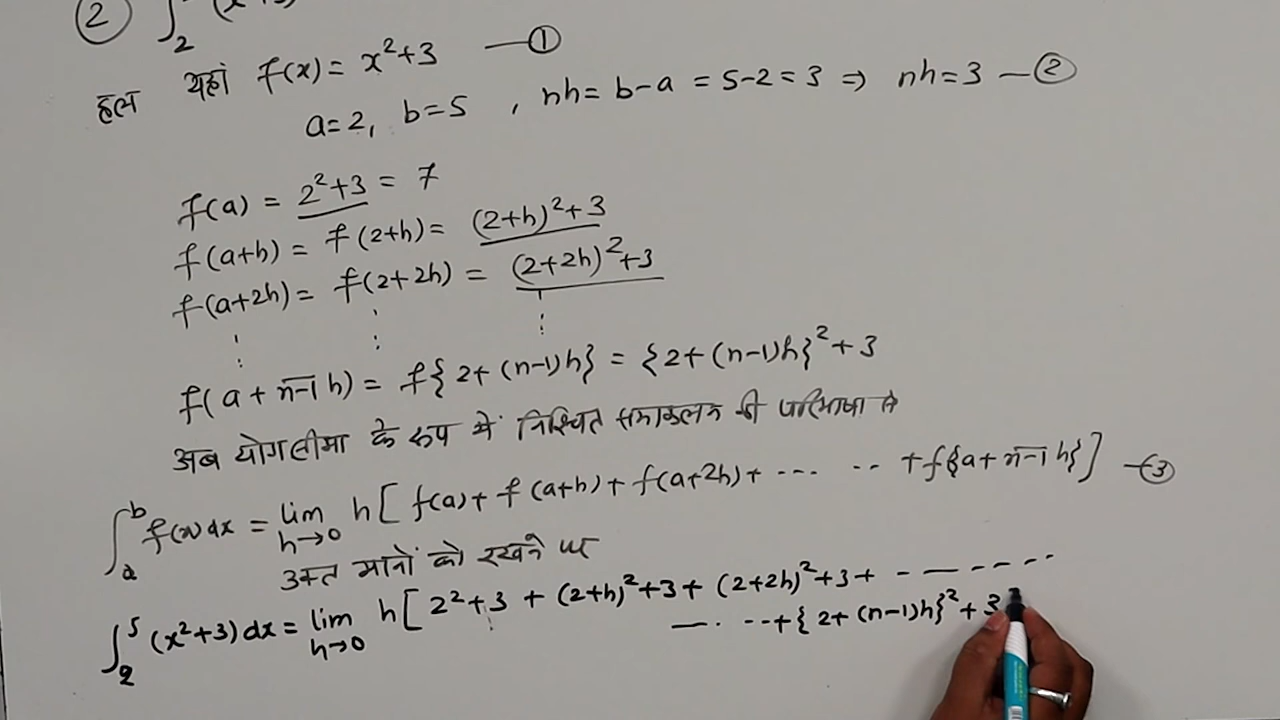 ② ∫₂
हल यहां f(x) = x²+3 —①
a=2, b=5 , nh= b-a = 5-2=3 ⇒ nh=3 —②
f(a) = 2²+3 = 7
f(a+h) = f(2+h)= (2+h)²+3
f(a+2h)= f(2+2h) = (2+2h)²+3
f(a+n̅-̅1̅ h) = f{2+(n-1)h} = {2+(n-1)h}²+3
अब योगसीमा के रूप में निश्चित समाकलन की परिभाषा से
∫ₐᵇ f(x)dx = lim h→0 h[f(a)+f(a+h)+f(a+2h)+ ... .. +f{a+n̅-̅1̅ h}] —③
उक्त मानों को रखने पर
∫₂⁵ (x²+3)dx = lim h→0 h[2²+3 + (2+h)²+3+ (2+2h)²+3+ - — - - - -
—. - - -+{2+(n-1)h}²+3